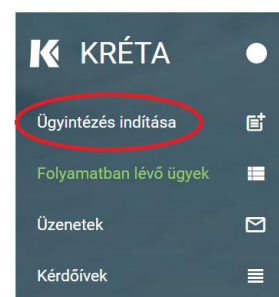 KRÉTA
Ügyintézés indítása
Folyamatban lévő ügyek
Üzenetek
Kérdőívek